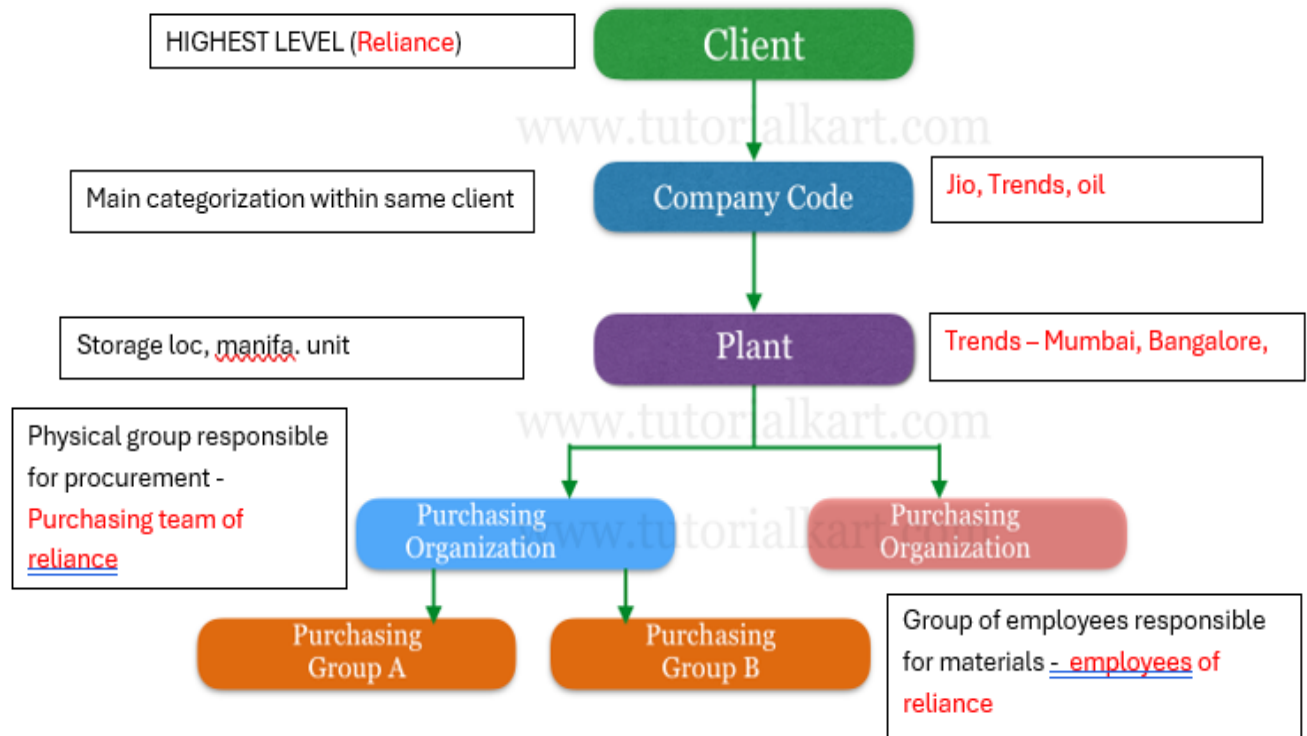 HIGHEST LEVEL (Reliance)
Client
www.tutorialkart.com
Main categorization within same client
Company Code
Jio, Trends, oil
Storage loc, manifa. unit
Plant
Trends – Mumbai, Bangalore,
www.tutorialkart.com
Physical group responsible
for procurement -
Purchasing team of
reliance
Purchasing
Organization
Purchasing
Organization
www.tutorialkart.com
Purchasing
Group A
Purchasing
Group B
Group of employees responsible
for materials - employees of
reliance